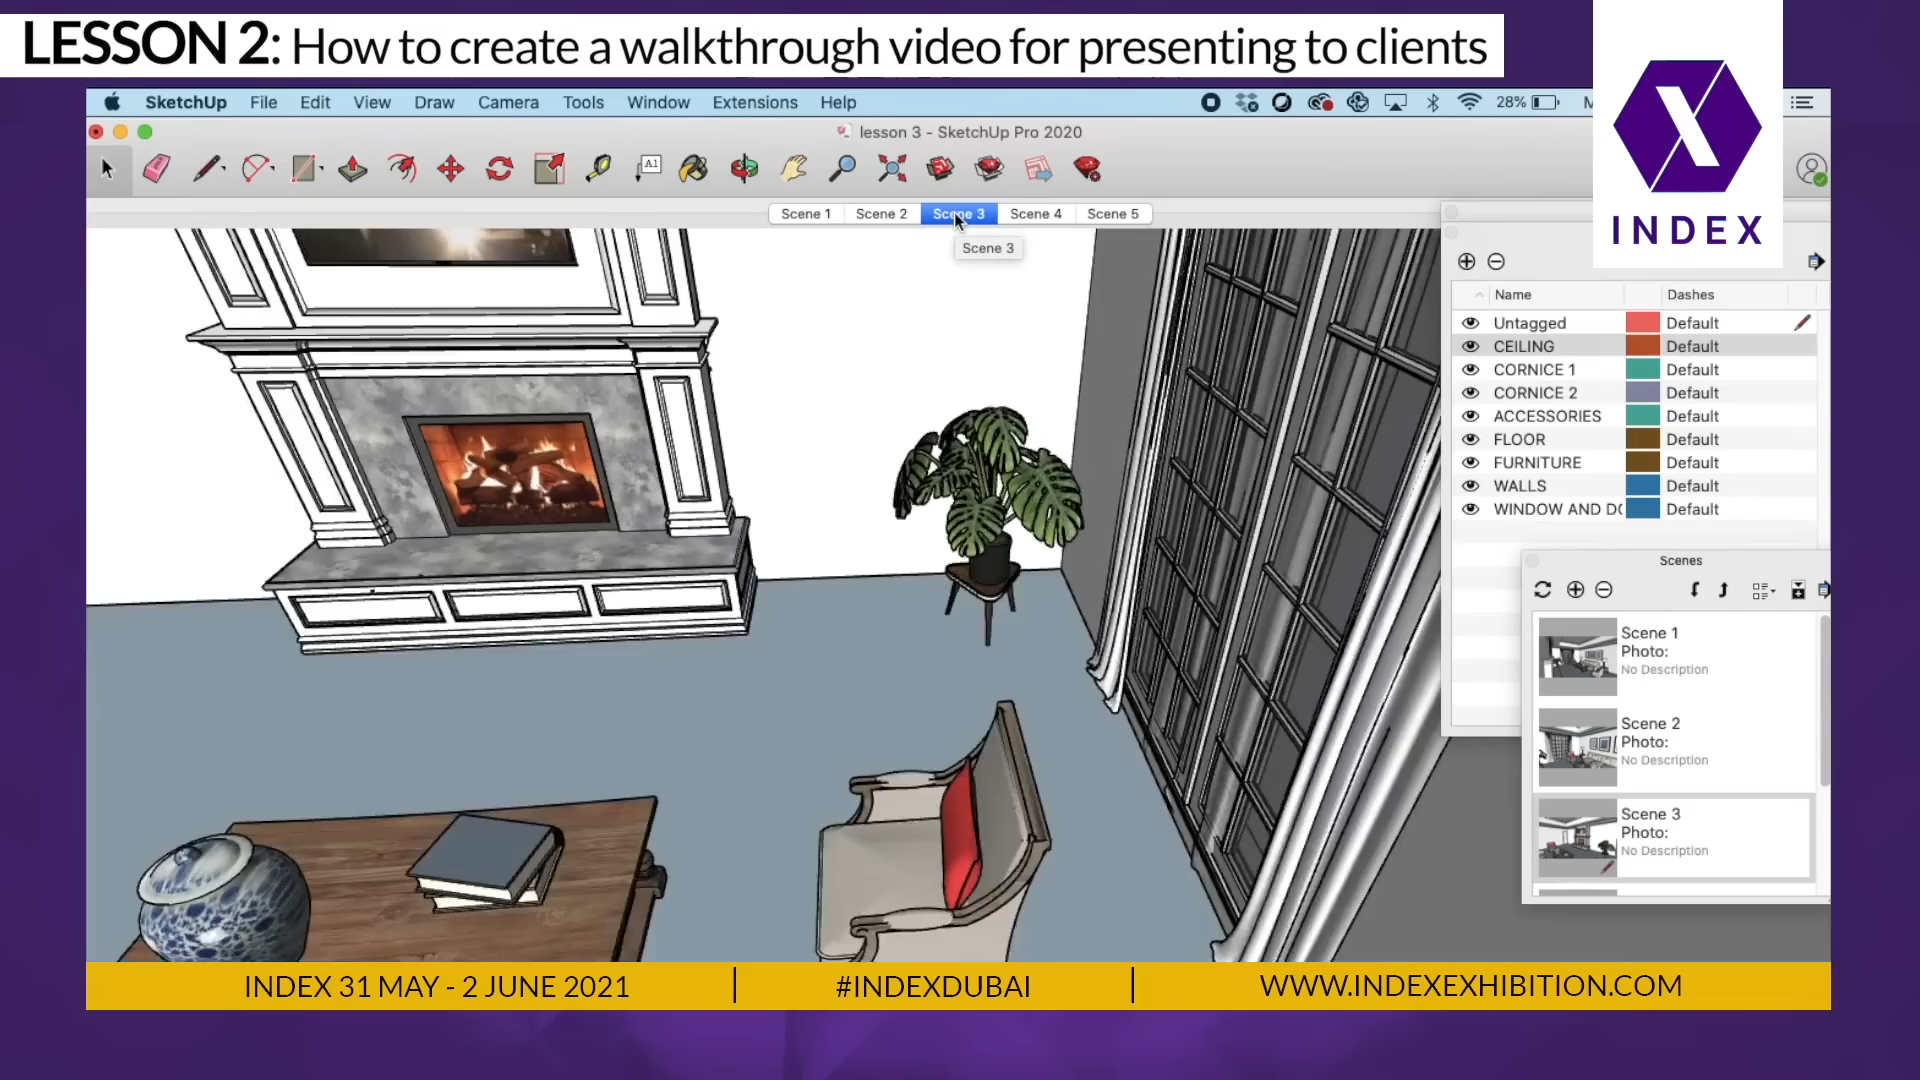 LESSON 2: How to create a walkthrough video for presenting to clients
INDEX
SketchUp File Edit View Draw Camera Tools Window Extensions Help
28%
lesson 3 - SketchUp Pro 2020
A1
Scene 1 Scene 2 Scene 3 Scene 4 Scene 5
Scene 3
Name Dashes
Untagged Default
CEILING Default
CORNICE 1 Default
CORNICE 2 Default
ACCESSORIES Default
FLOOR Default
FURNITURE Default
WALLS Default
WINDOW AND Default
Scenes
Scene 1
Photo:
No Description
Scene 2
Photo:
No Description
Scene 3
Photo:
No Description
INDEX 31 MAY - 2 JUNE 2021 | #INDEXDUBAI | WWW.INDEXEXHIBITION.COM